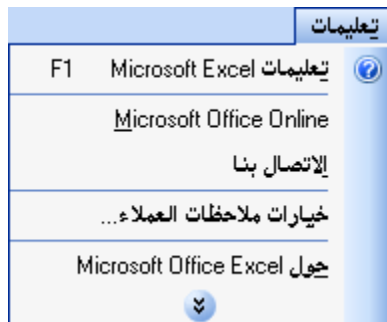 تعليمات
تعليمات Microsoft Excel F1
Microsoft Office Online
الاتصال بنا
خيارات ملاحظات العملاء...
حول Microsoft Office Excel